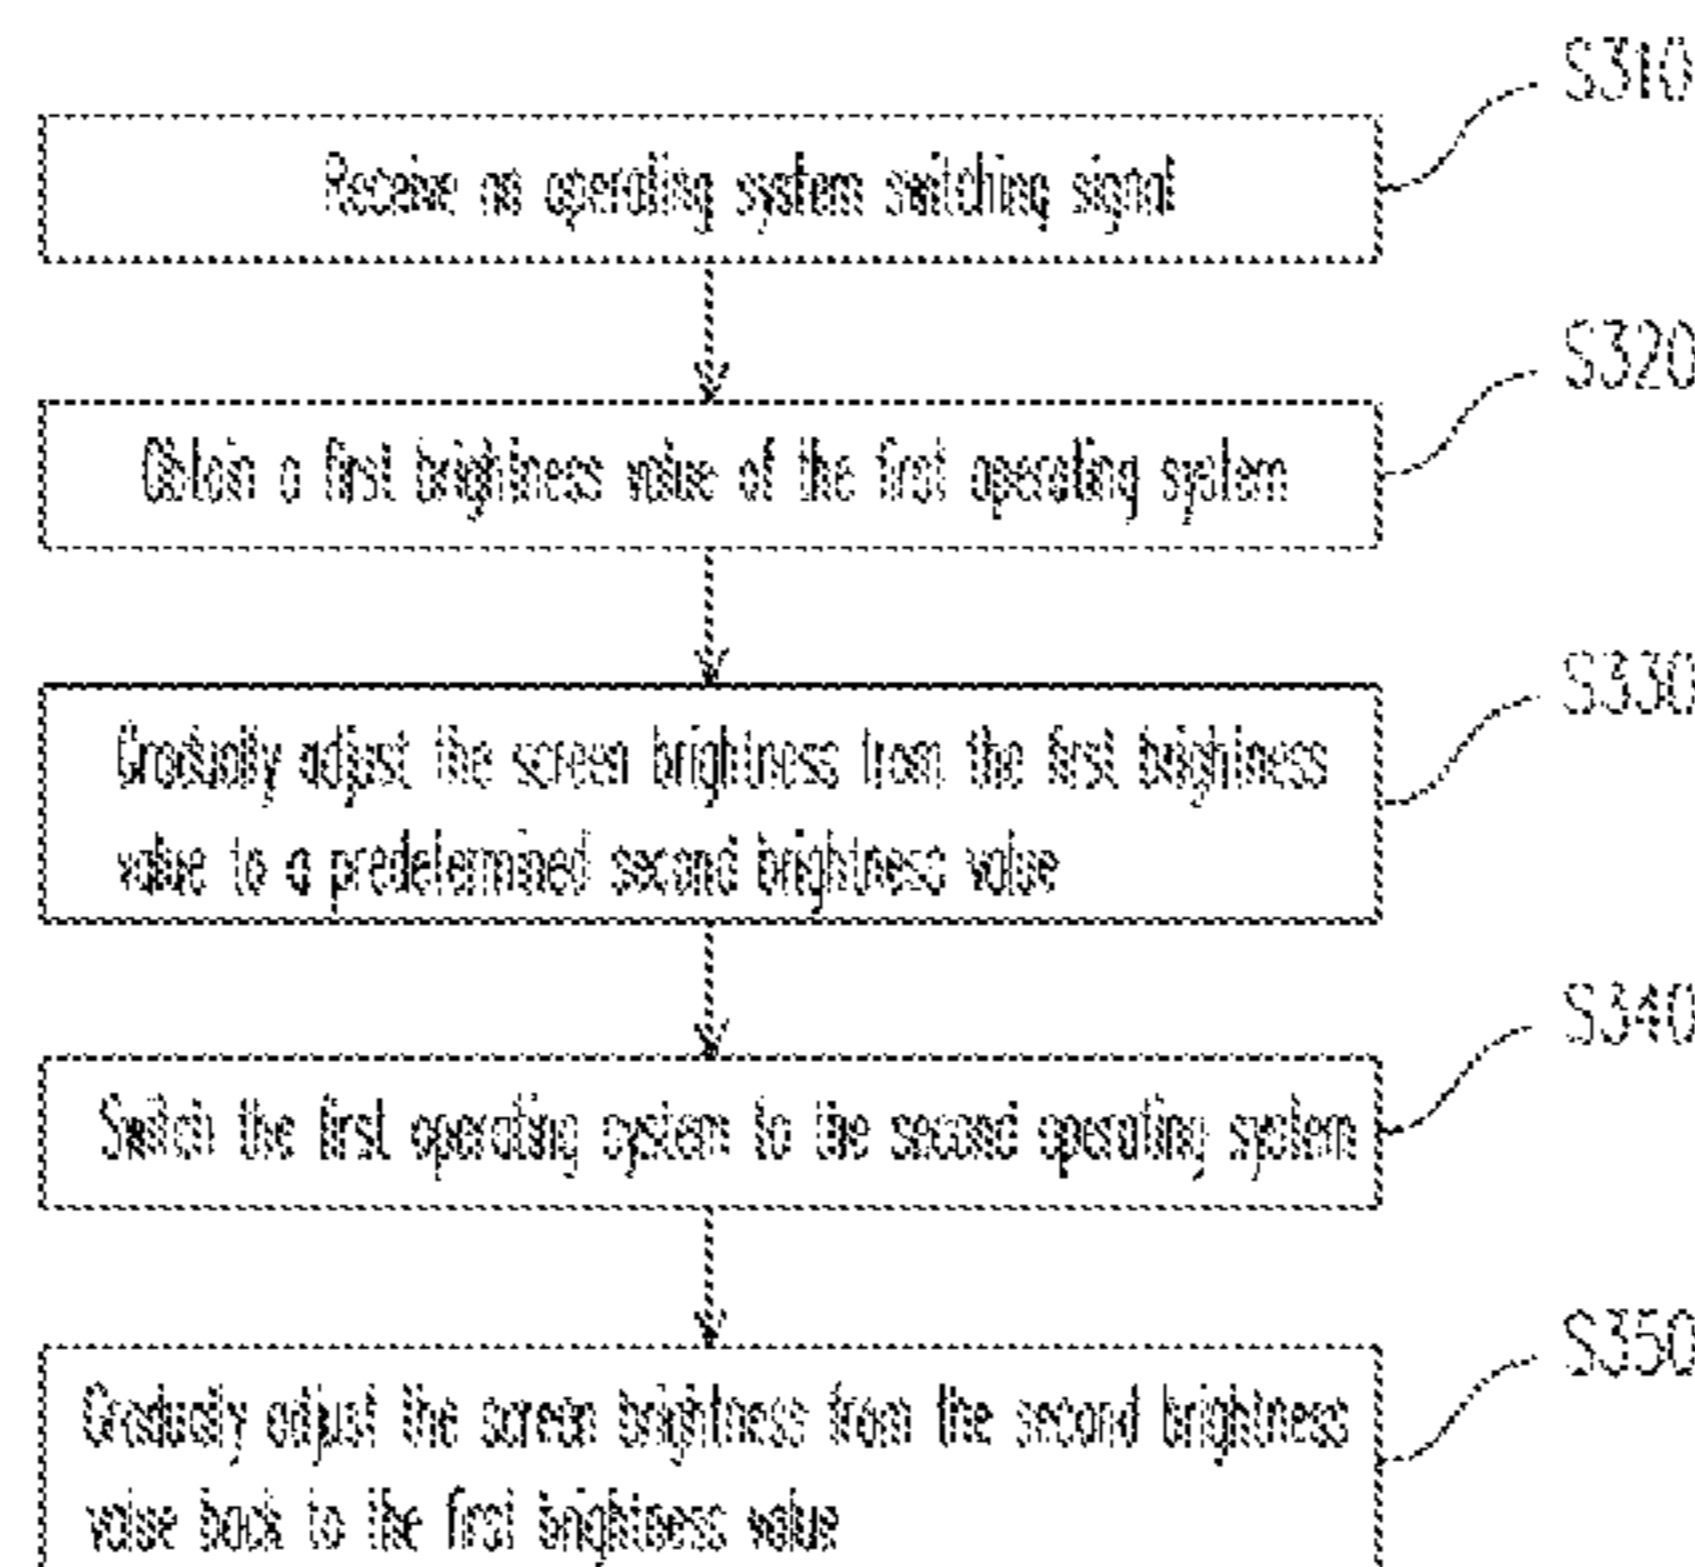 S310
Receive an operating system switching signal
S320
Obtain a first brightness value of the first operating system
S330
Gradually adjust the screen brightness from the first brightness
value to a predetermined second brightness value
S340
Switch the first operating system to the second operating system
S350
Gradually adjust the screen brightness from the second brightness
value back to the first brightness value